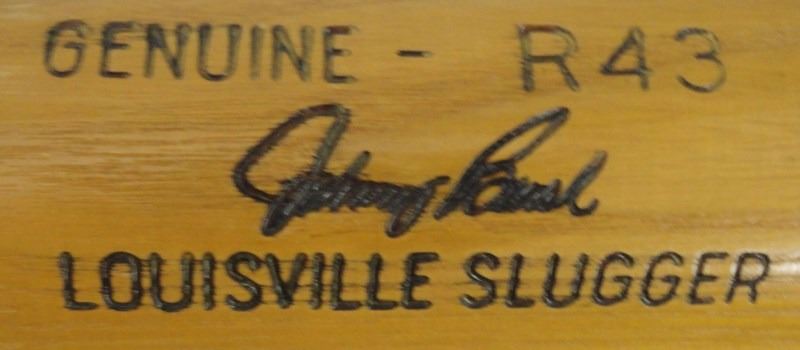 GENUINE - R43
Johnny Bench
LOUISVILLE SLUGGER